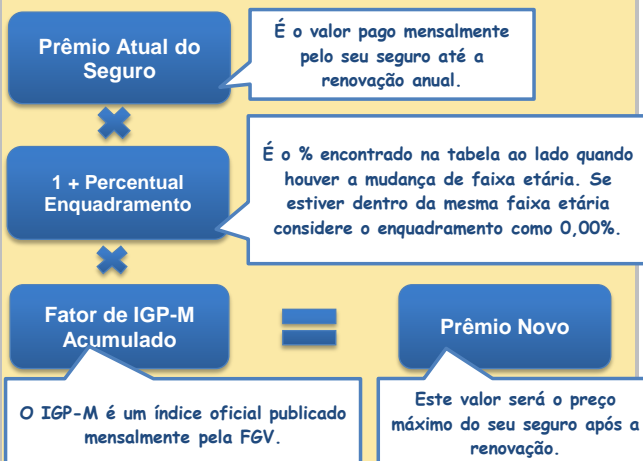 Prêmio Atual do
Seguro
É o valor pago mensalmente
pelo seu seguro até a
renovação anual.
1 + Percentual
Enquadramento
É o % encontrado na tabela ao lado quando
houver a mudança de faixa etária. Se
estiver dentro da mesma faixa etária
considere o enquadramento como 0,00%.
Fator de IGP-M
Acumulado
Prêmio Novo
O IGP-M é um índice oficial publicado
mensalmente pela FGV.
Este valor será o preço
máximo do seu seguro após a
renovação.